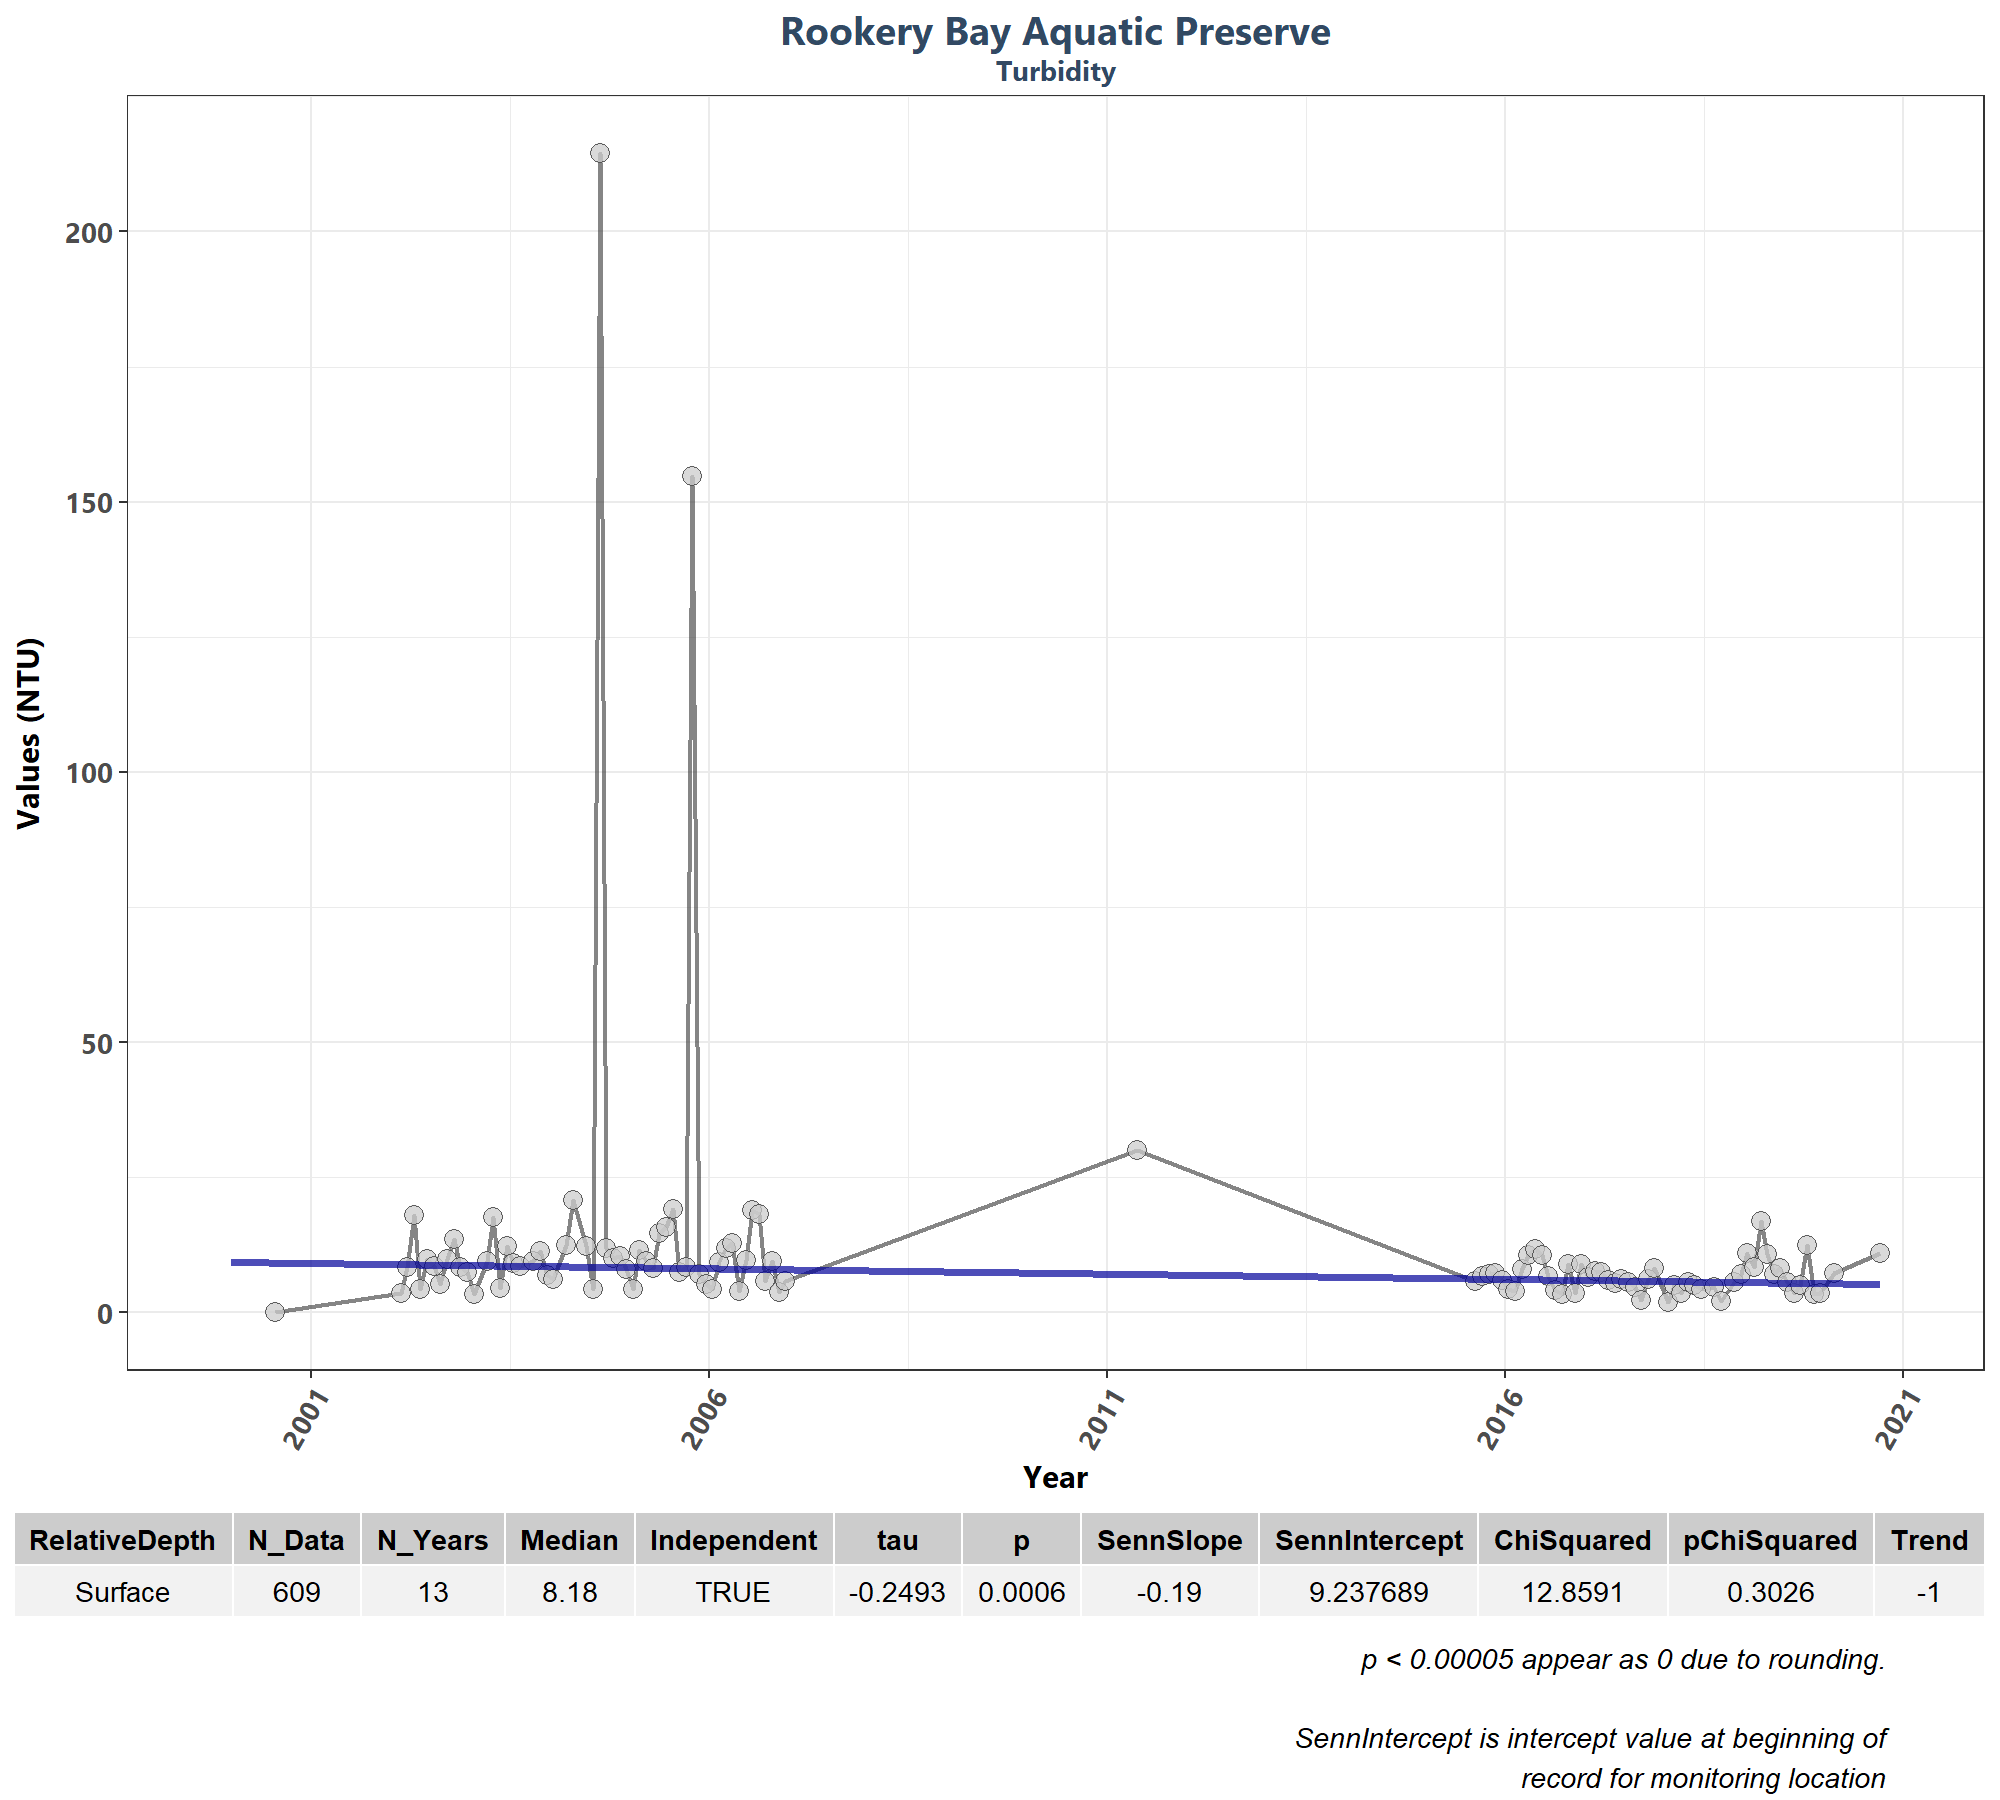 Rookery Bay Aquatic Preserve
Turbidity
Values (NTU)
200
150
100
50
0
2001 2006 2011 2016 2021
Year
RelativeDepth N_Data N_Years Median Independent tau p SennSlope SennIntercept ChiSquared pChiSquared Trend
Surface 609 13 8.18 TRUE -0.2493 0.0006 -0.19 9.237689 12.8591 0.3026 -1
p < 0.00005 appear as 0 due to rounding.
SennIntercept is intercept value at beginning of
record for monitoring location